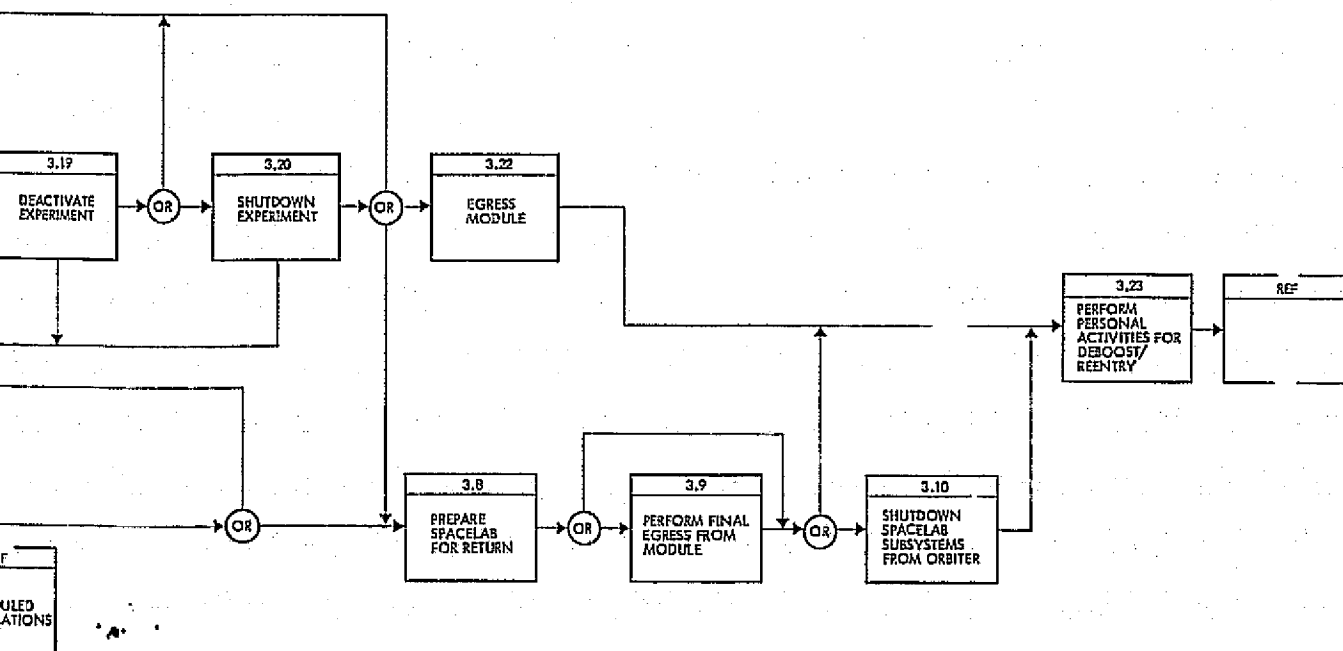 3.19
DEACTIVATE
EXPERIMENT
OR
3.20
SHUTDOWN
EXPERIMENT
OR
3.22
EGRESS
MODULE
3.23
PERFORM
PERSONAL
ACTIVITIES FOR
DEBOOST/
REENTRY
REF
OR
3.8
PREPARE
SPACELAB
FOR RETURN
OR
3.9
PERFORM FINAL
EGRESS FROM
MODULE
OR
3.10
SHUTDOWN
SPACELAB
SUBSYSTEMS
FROM ORBITER
F
ULED
ATIONS